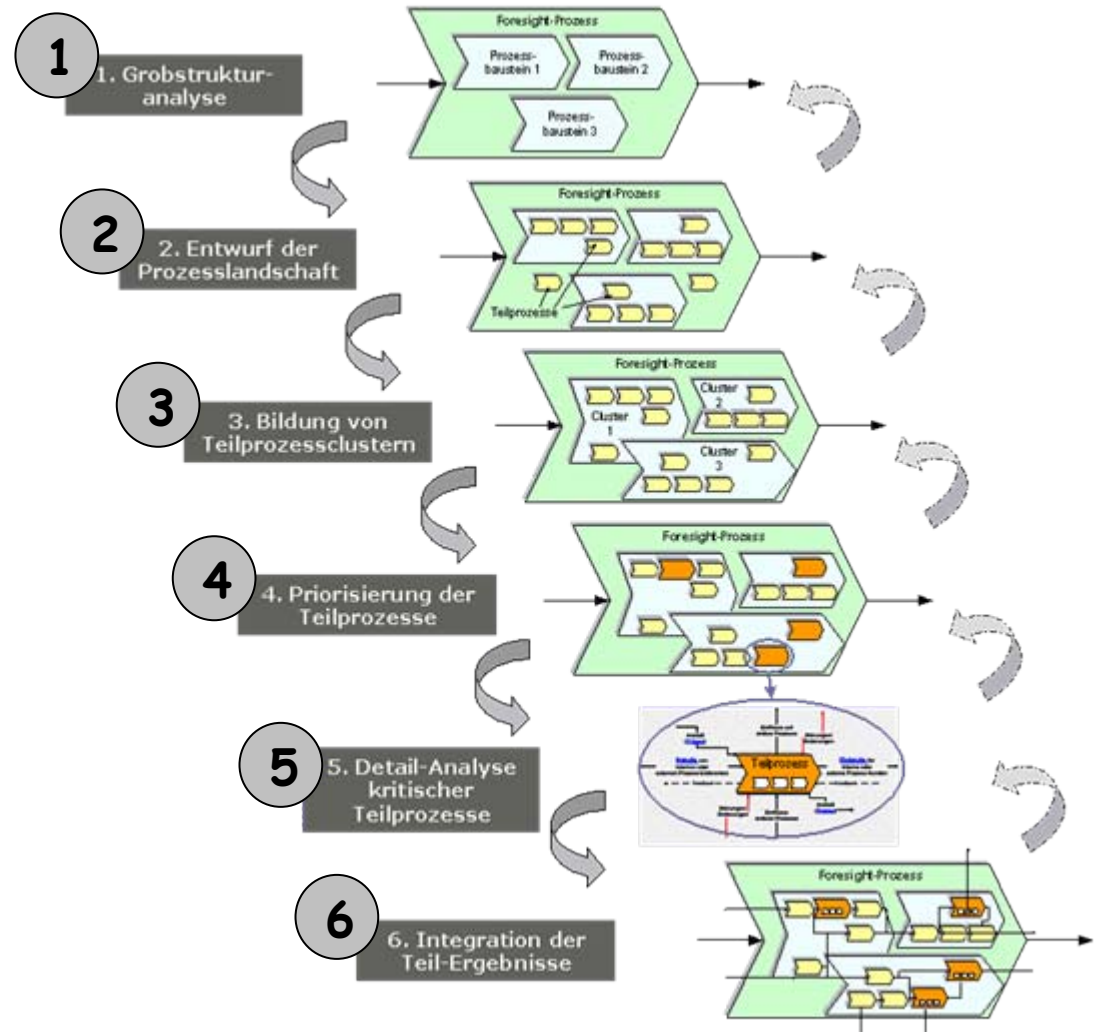 1
1. Grobstruktur-
analyse
Foresight-Prozess
Prozess-
baustein 1
Prozess-
baustein 2
Prozess-
baustein 3
2
2. Entwurf der
Prozesslandschaft
Foresight-Prozess
Teilprozesse
3
3. Bildung von
Teilprozessclustern
Foresight-Prozess
Cluster
1
Cluster
2
Cluster
3
4
4. Priorisierung der
Teilprozesse
Foresight-Prozess
5
5. Detail-Analyse
kritischer
Teilprozesse
Teilprozess
6
6. Integration der
Teil-Ergebnisse
Foresight-Prozess